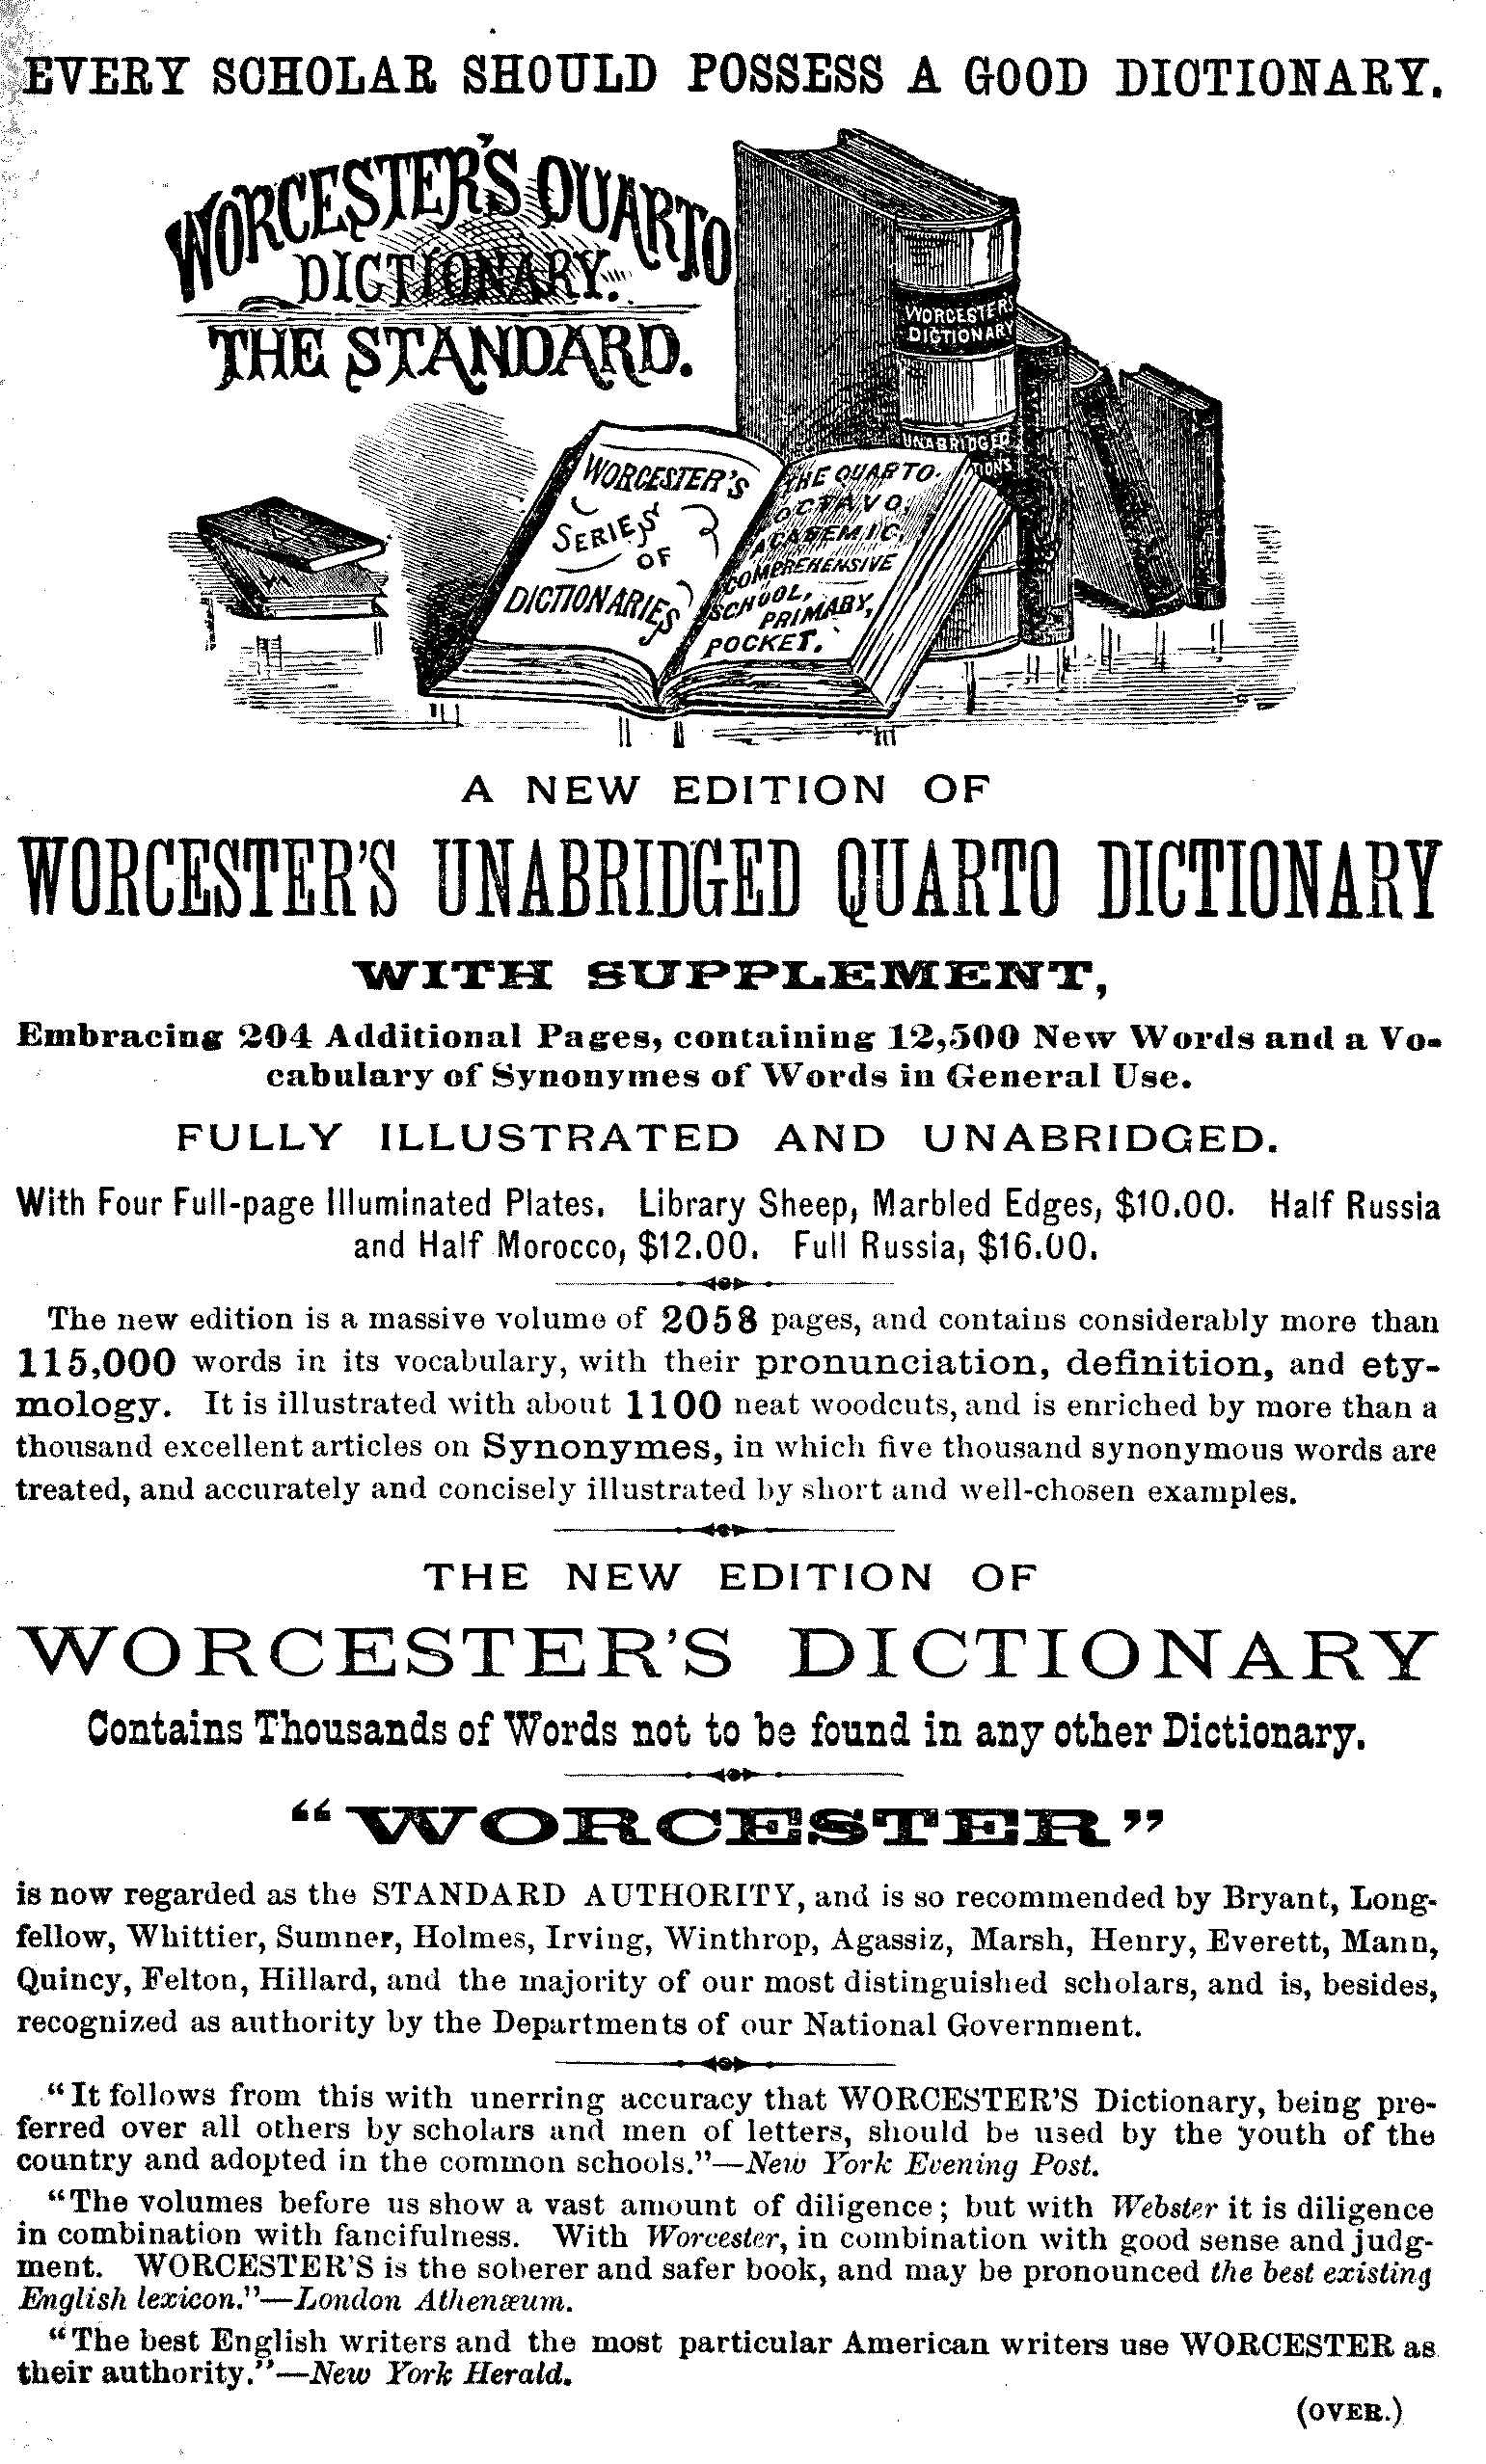 EVERY SCHOLAR SHOULD POSSESS A GOOD DICTIONARY.
WORCESTER'S QUARTO
DICTIONARY.
THE STANDARD.
WORCESTER'S
DICTIONARY
UNABRIDGED
WORCESTER'S
SERIES
OF
DICTIONARIES
THE QUARTO.
OCTAVO,
ACADEMIC,
COMPREHENSIVE
SCHOOL,
PRIMARY,
POCKET.
A NEW EDITION OF
WORCESTER'S UNABRIDGED QUARTO DICTIONARY
WITH SUPPLEMENT,
Embracing 204 Additional Pages, containing 12,500 New Words and a Vo-
cabulary of Synonymes of Words in General Use.
FULLY ILLUSTRATED AND UNABRIDGED.
With Four Full-page Illuminated Plates. Library Sheep, Marbled Edges, $10.00. Half Russia
and Half Morocco, $12.00. Full Russia, $16.00.
The new edition is a massive volume of 2058 pages, and contains considerably more than
115,000 words in its vocabulary, with their pronunciation, definition, and ety-
mology. It is illustrated with about 1100 neat woodcuts, and is enriched by more than a
thousand excellent articles on Synonymes, in which five thousand synonymous words are
treated, and accurately and concisely illustrated by short and well-chosen examples.
THE NEW EDITION OF
WORCESTER'S DICTIONARY
Contains Thousands of Words not to be found in any other Dictionary.
“WORCESTER”
is now regarded as the STANDARD AUTHORITY, and is so recommended by Bryant, Long-
fellow, Whittier, Sumner, Holmes, Irving, Winthrop, Agassiz, Marsh, Henry, Everett, Mann,
Quincy, Felton, Hillard, and the majority of our most distinguished scholars, and is, besides,
recognized as authority by the Departments of our National Government.
“It follows from this with unerring accuracy that WORCESTER'S Dictionary, being pre-
ferred over all others by scholars and men of letters, should be used by the youth of the
country and adopted in the common schools.”—New York Evening Post.
“The volumes before us show a vast amount of diligence; but with Webster it is diligence
in combination with fancifulness. With Worcester, in combination with good sense and judg-
ment. WORCESTER'S is the soberer and safer book, and may be pronounced the best existing
English lexicon.”—London Athenæum.
“The best English writers and the most particular American writers use WORCESTER as
their authority.”—New York Herald.
(OVER.)